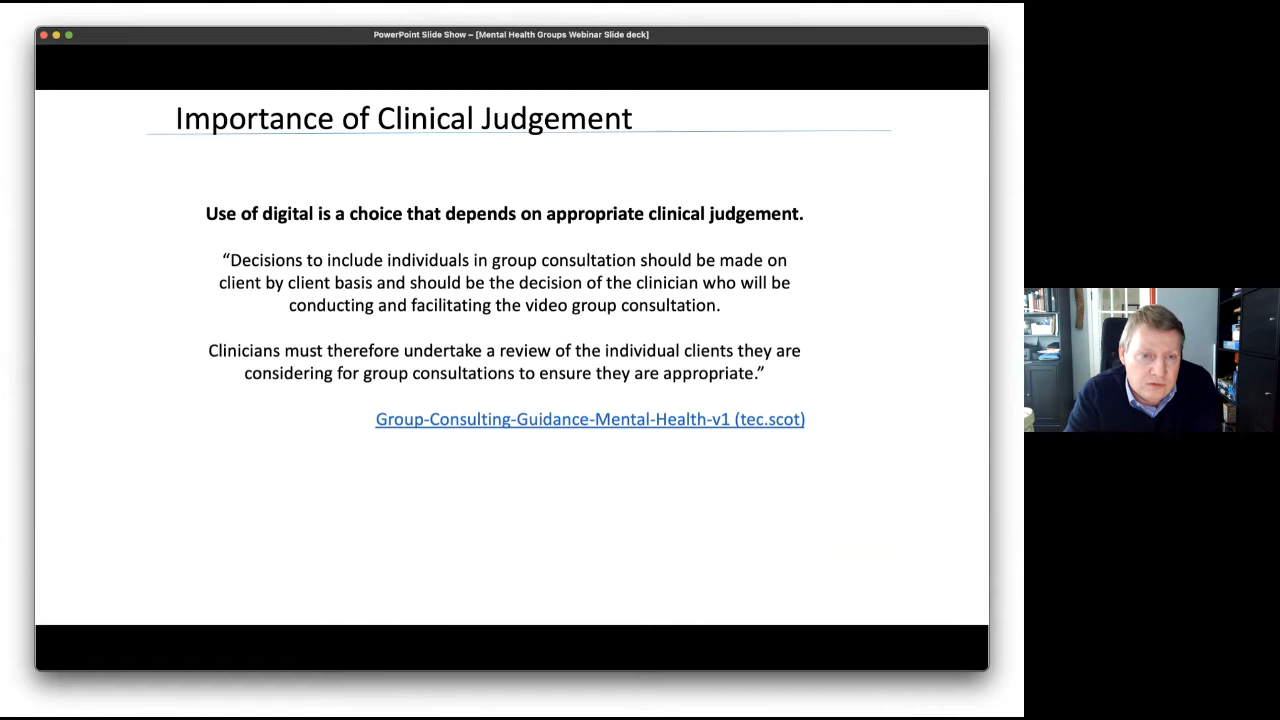 PowerPoint Slide Show – [Mental Health Groups Webinar Slide deck]
Importance of Clinical Judgement
Use of digital is a choice that depends on appropriate clinical judgement.
“Decisions to include individuals in group consultation should be made on
client by client basis and should be the decision of the clinician who will be
conducting and facilitating the video group consultation.
Clinicians must therefore undertake a review of the individual clients they are
considering for group consultations to ensure they are appropriate.”
Group-Consulting-Guidance-Mental-Health-v1 (tec.scot)